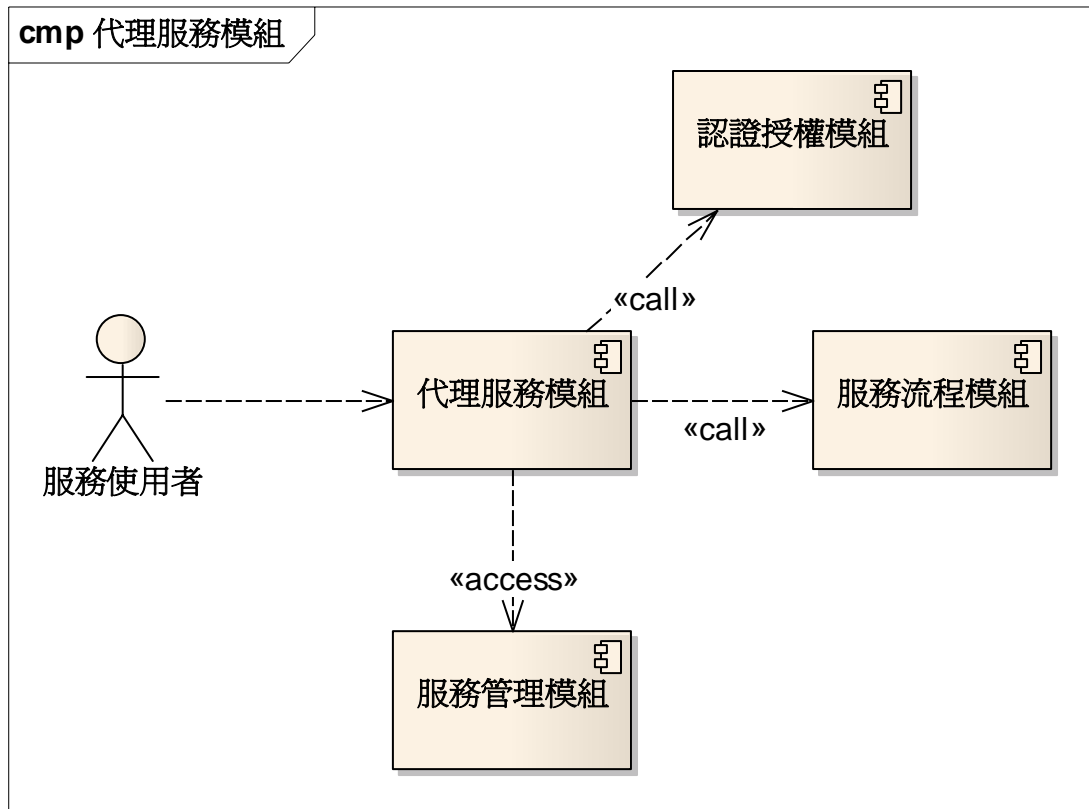 cmp 代理服務模組
認證授權模組
«call»
代理服務模組
服務流程模組
«call»
服務使用者
«access»
服務管理模組